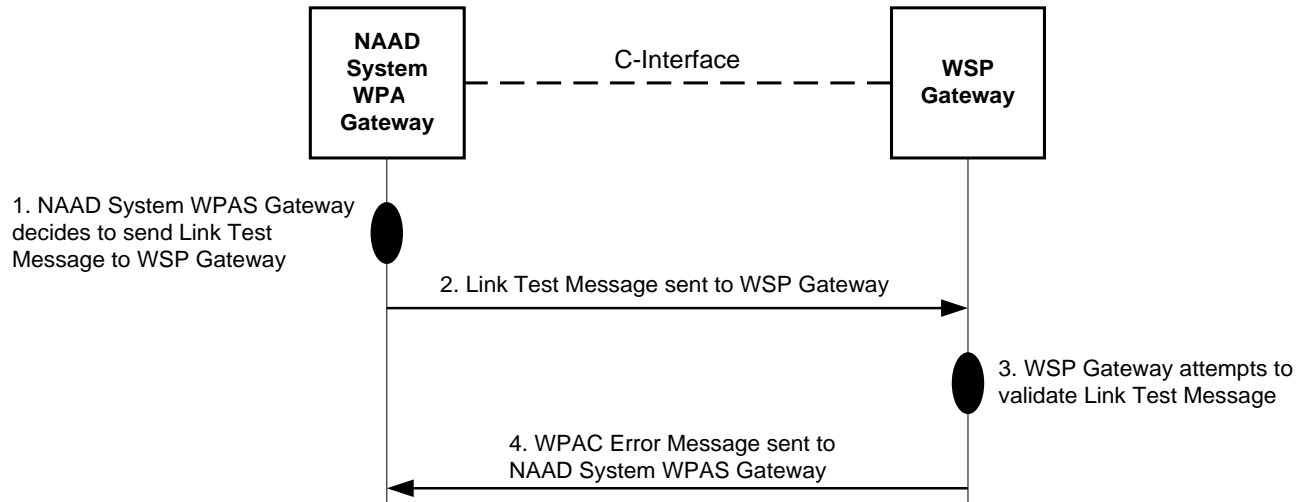 NAAD
System
WPA
Gateway
C-Interface
WSP
Gateway
1. NAAD System WPAS Gateway
decides to send Link Test
Message to WSP Gateway
2. Link Test Message sent to WSP Gateway
3. WSP Gateway attempts to
validate Link Test Message
4. WPAC Error Message sent to
NAAD System WPAS Gateway